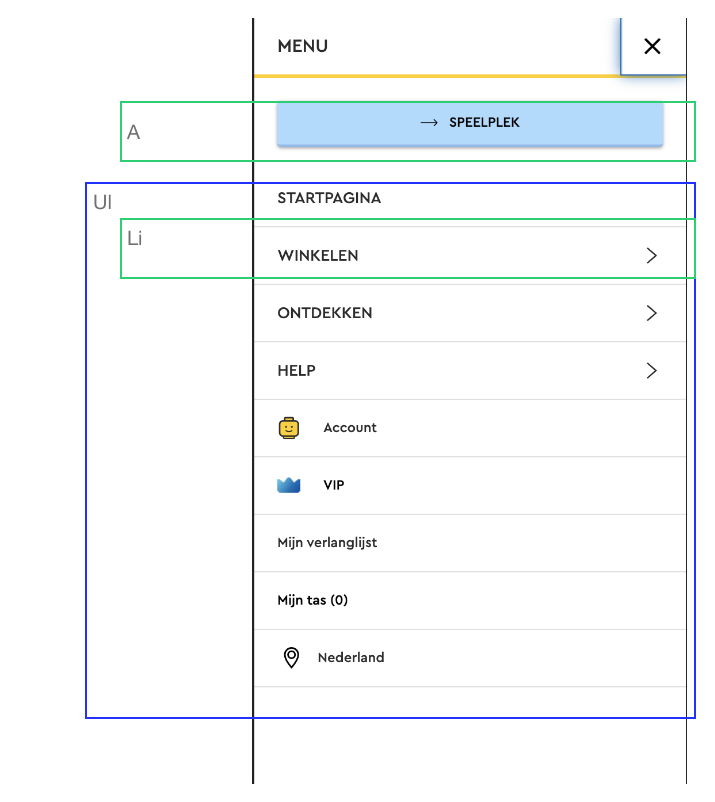 MENU
A
→ SPEELPLEK
Ul
STARTPAGINA
Li
WINKELEN
ONTDEKKEN
HELP
Account
VIP
Mijn verlanglijst
Mijn tas (0)
Nederland